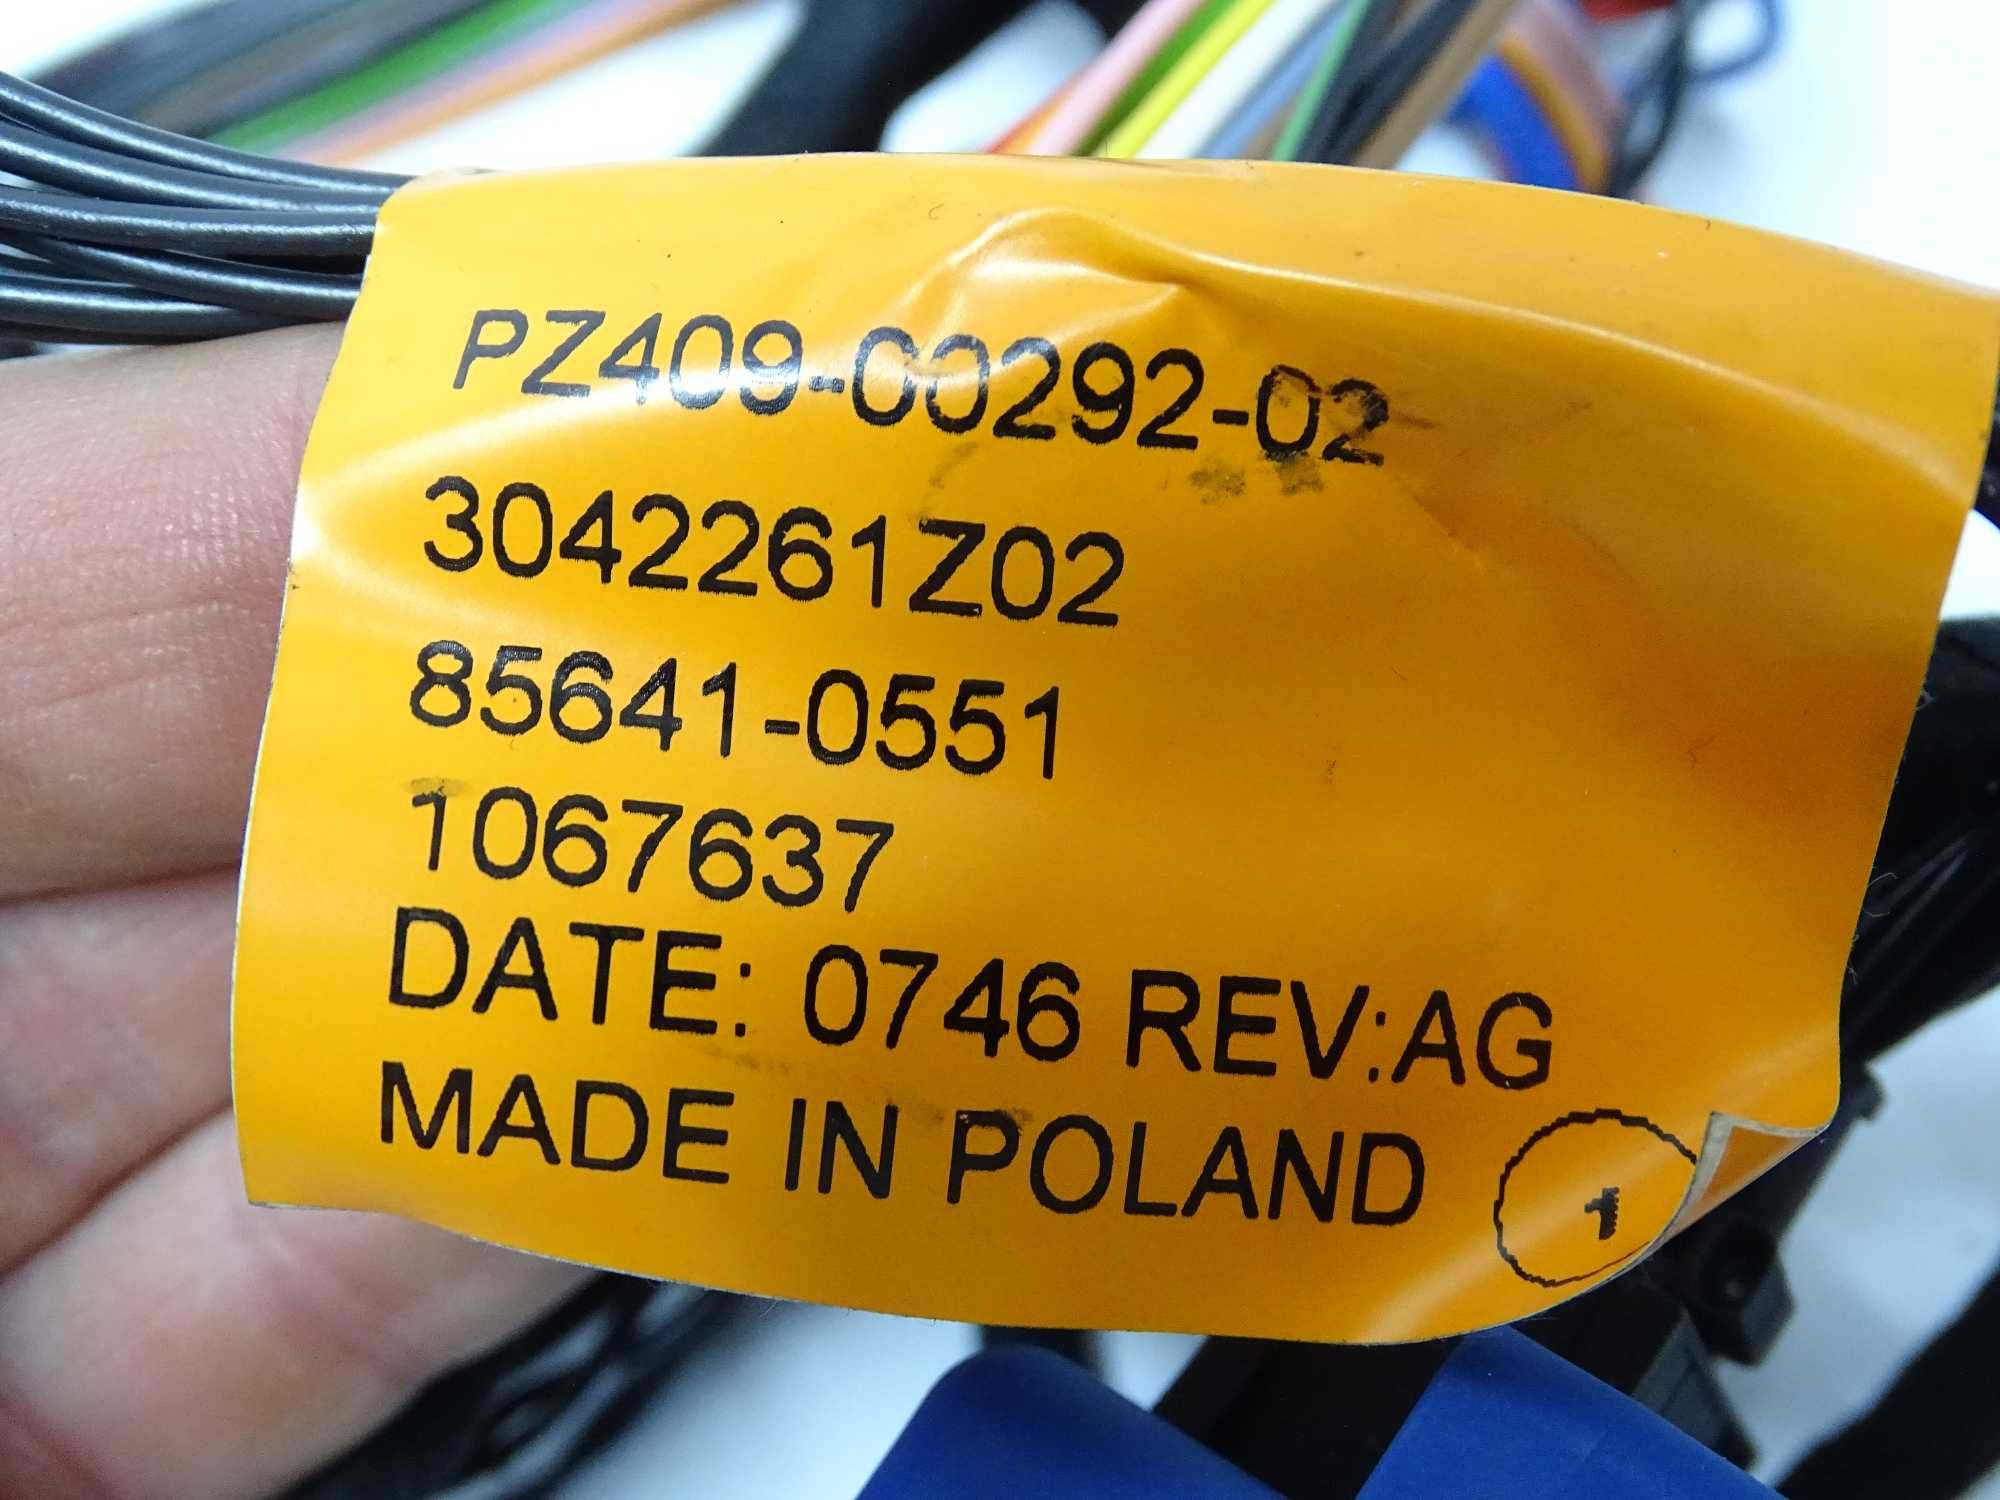 PZ409-00292-02
3042261Z02
85641-0551
1067637
DATE: 0746 REV:AG
MADE IN POLAND
1